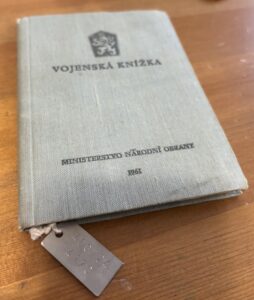 VOJENSKÁ KNÍŽKA
MINISTERSTVO NÁRODNÍ OBRANY
1961